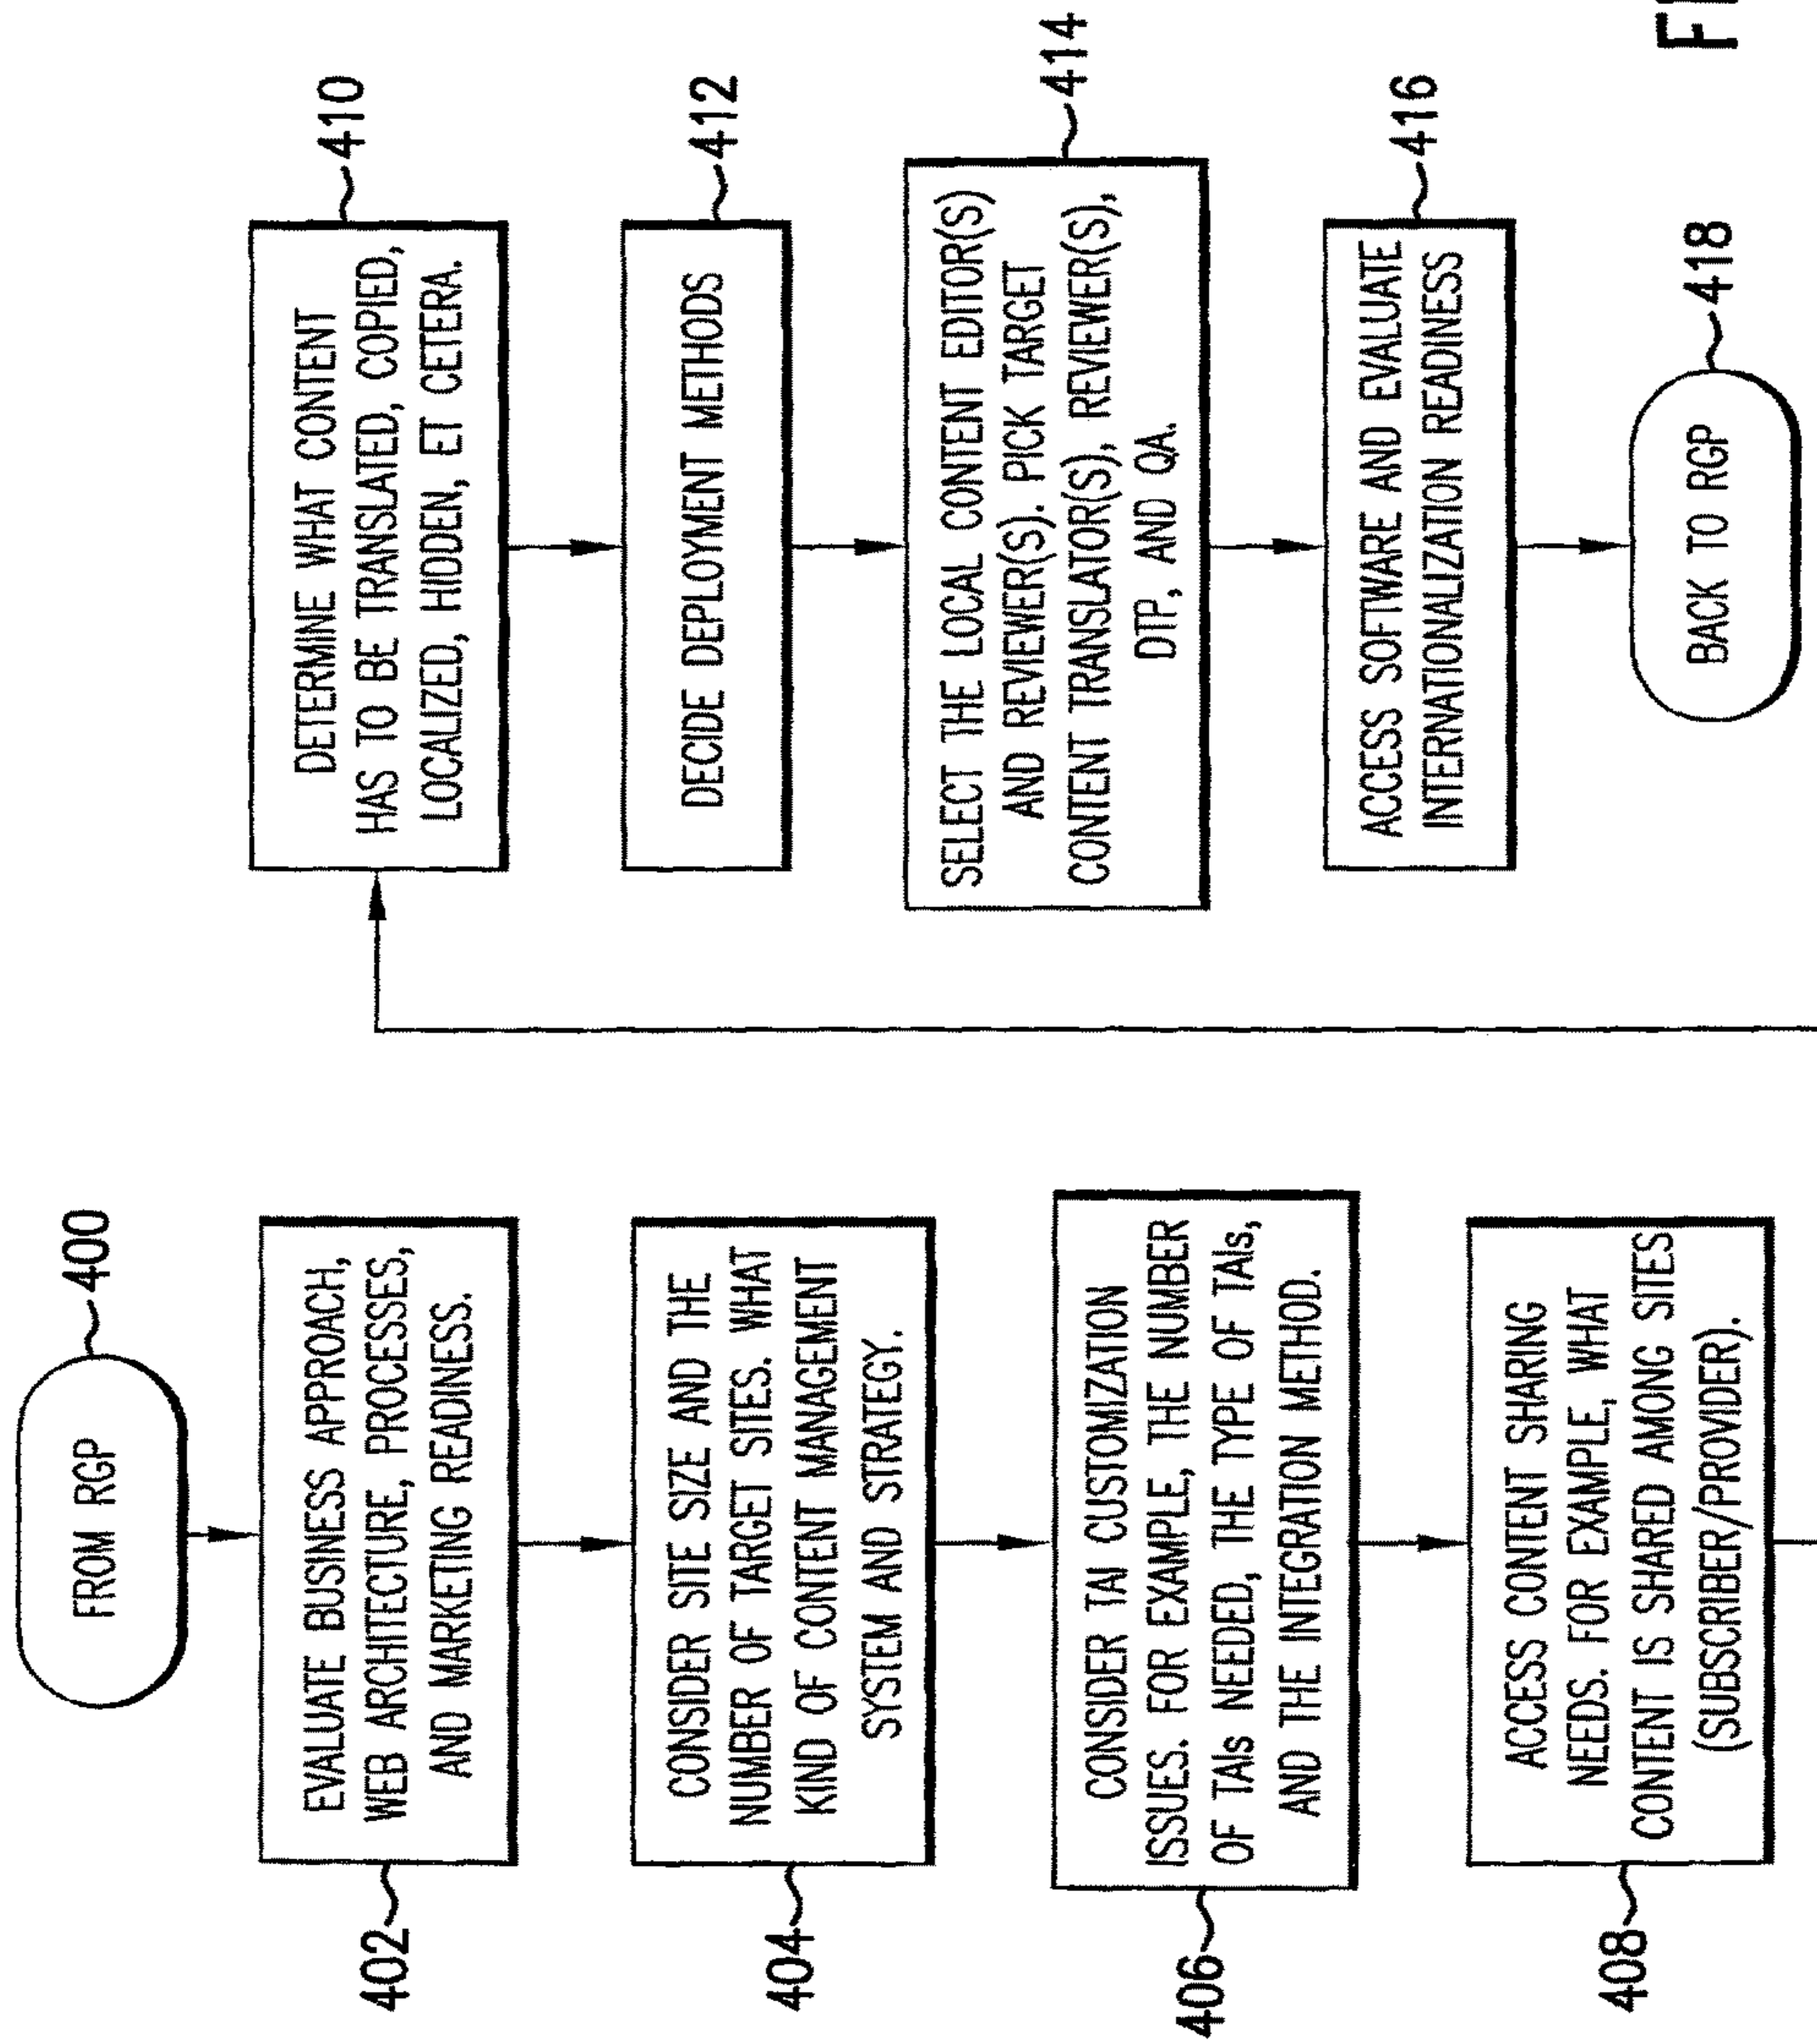 FROM RGP
400
EVALUATE BUSINESS APPROACH,
WEB ARCHITECTURE, PROCESSES,
AND MARKETING READINESS.
402
CONSIDER SITE SIZE AND THE
NUMBER OF TARGET SITES. WHAT
KIND OF CONTENT MANAGEMENT
SYSTEM AND STRATEGY.
404
CONSIDER TAI CUSTOMIZATION
ISSUES. FOR EXAMPLE, THE NUMBER
OF TAIs NEEDED, THE TYPE OF TAIs,
AND THE INTEGRATION METHOD.
406
ACCESS CONTENT SHARING
NEEDS. FOR EXAMPLE, WHAT
CONTENT IS SHARED AMONG SITES
(SUBSCRIBER/PROVIDER).
408
DETERMINE WHAT CONTENT
HAS TO BE TRANSLATED, COPIED,
LOCALIZED, HIDDEN, ET CETERA.
410
DECIDE DEPLOYMENT METHODS
412
SELECT THE LOCAL CONTENT EDITOR(S)
AND REVIEWER(S). PICK TARGET
CONTENT TRANSLATOR(S), REVIEWER(S),
DTP, AND QA.
414
ACCESS SOFTWARE AND EVALUATE
INTERNATIONALIZATION READINESS
416
BACK TO RGP
418